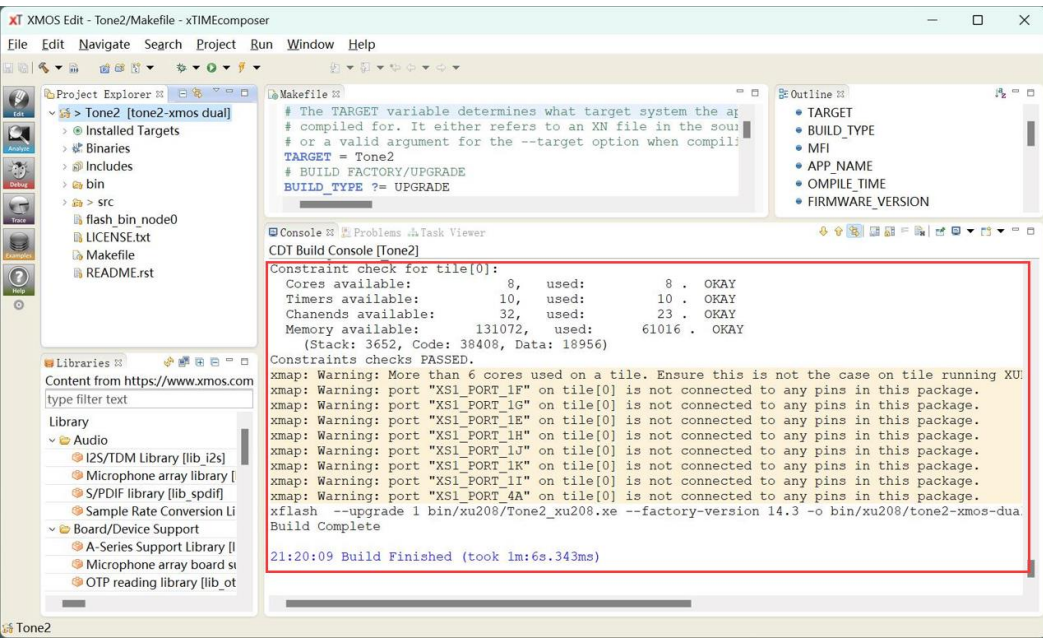 XMOS Edit - Tone2/Makefile - xTIMEcomposer
File Edit Navigate Search Project Run Window Help
Edit
Analyze
Debug
Trace
Examples
Help
Project Explorer
> Tone2 [tone2-xmos dual]
Installed Targets
Binaries
Includes
bin
> src
flash_bin_node0
LICENSE.txt
Makefile
README.rst
Libraries
Content from https://www.xmos.com
type filter text
Library
Audio
I2S/TDM Library [lib_i2s]
Microphone array library [
S/PDIF library [lib_spdif]
Sample Rate Conversion Li
Board/Device Support
A-Series Support Library [l
Microphone array board su
OTP reading library [lib_ot
Makefile
# The TARGET variable determines what target system the ap
# compiled for. It either refers to an XN file in the sour
# or a valid argument for the --target option when compili
TARGET = Tone2
# BUILD FACTORY/UPGRADE
BUILD_TYPE ?= UPGRADE
Outline
TARGET
BUILD_TYPE
MFI
APP_NAME
OMPILE_TIME
FIRMWARE_VERSION
Console Problems Task Viewer
CDT Build Console [Tone2]
Constraint check for tile[0]:
Cores available: 8, used: 8 . OKAY
Timers available: 10, used: 10 . OKAY
Chanends available: 32, used: 23 . OKAY
Memory available: 131072, used: 61016 . OKAY
(Stack: 3652, Code: 38408, Data: 18956)
Constraints checks PASSED.
xmap: Warning: More than 6 cores used on a tile. Ensure this is not the case on tile running XU
xmap: Warning: port "XS1_PORT_1F" on tile[0] is not connected to any pins in this package.
xmap: Warning: port "XS1_PORT_1G" on tile[0] is not connected to any pins in this package.
xmap: Warning: port "XS1_PORT_1E" on tile[0] is not connected to any pins in this package.
xmap: Warning: port "XS1_PORT_1H" on tile[0] is not connected to any pins in this package.
xmap: Warning: port "XS1_PORT_1J" on tile[0] is not connected to any pins in this package.
xmap: Warning: port "XS1_PORT_1K" on tile[0] is not connected to any pins in this package.
xmap: Warning: port "XS1_PORT_1I" on tile[0] is not connected to any pins in this package.
xmap: Warning: port "XS1_PORT_4A" on tile[0] is not connected to any pins in this package.
xflash --upgrade 1 bin/xu208/Tone2_xu208.xe --factory-version 14.3 -o bin/xu208/tone2-xmos-dua
Build Complete
21:20:09 Build Finished (took 1m:6s.343ms)
Tone2